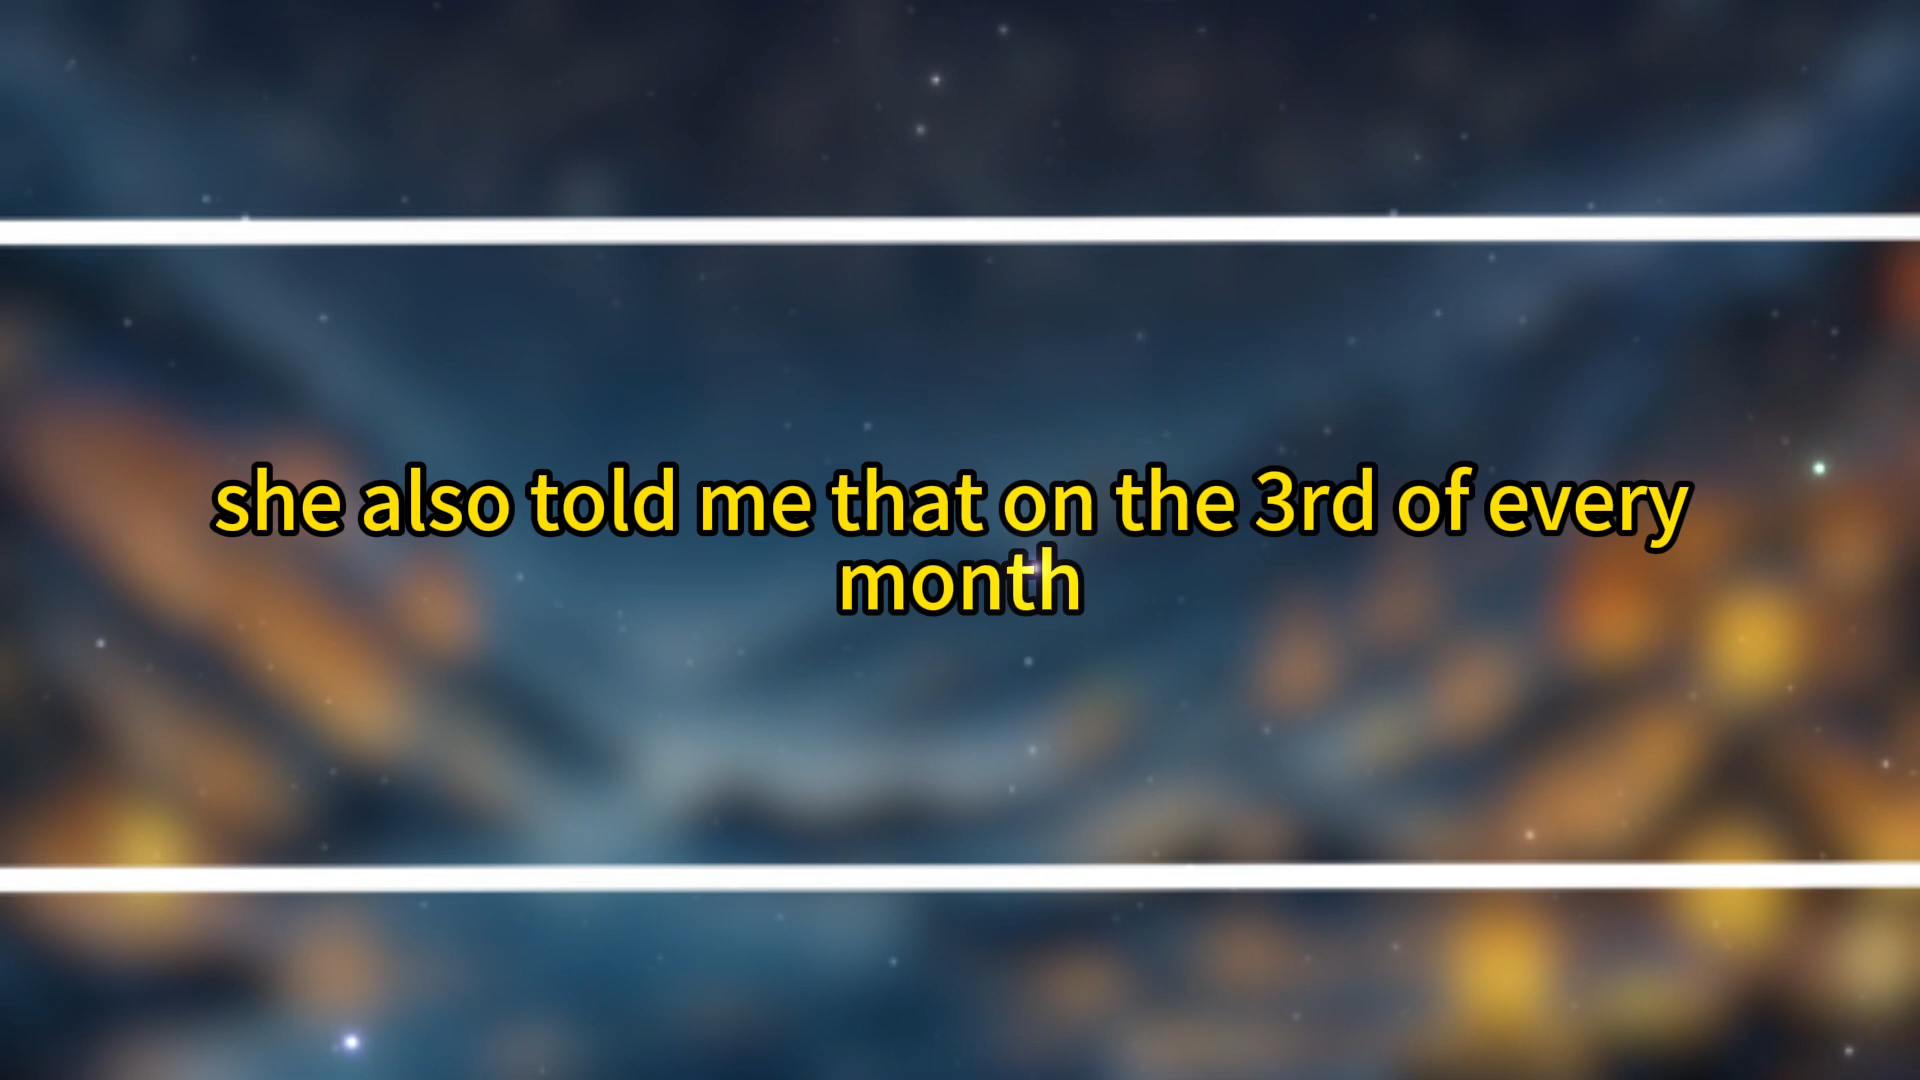 she also told me that on the 3rd of every
month